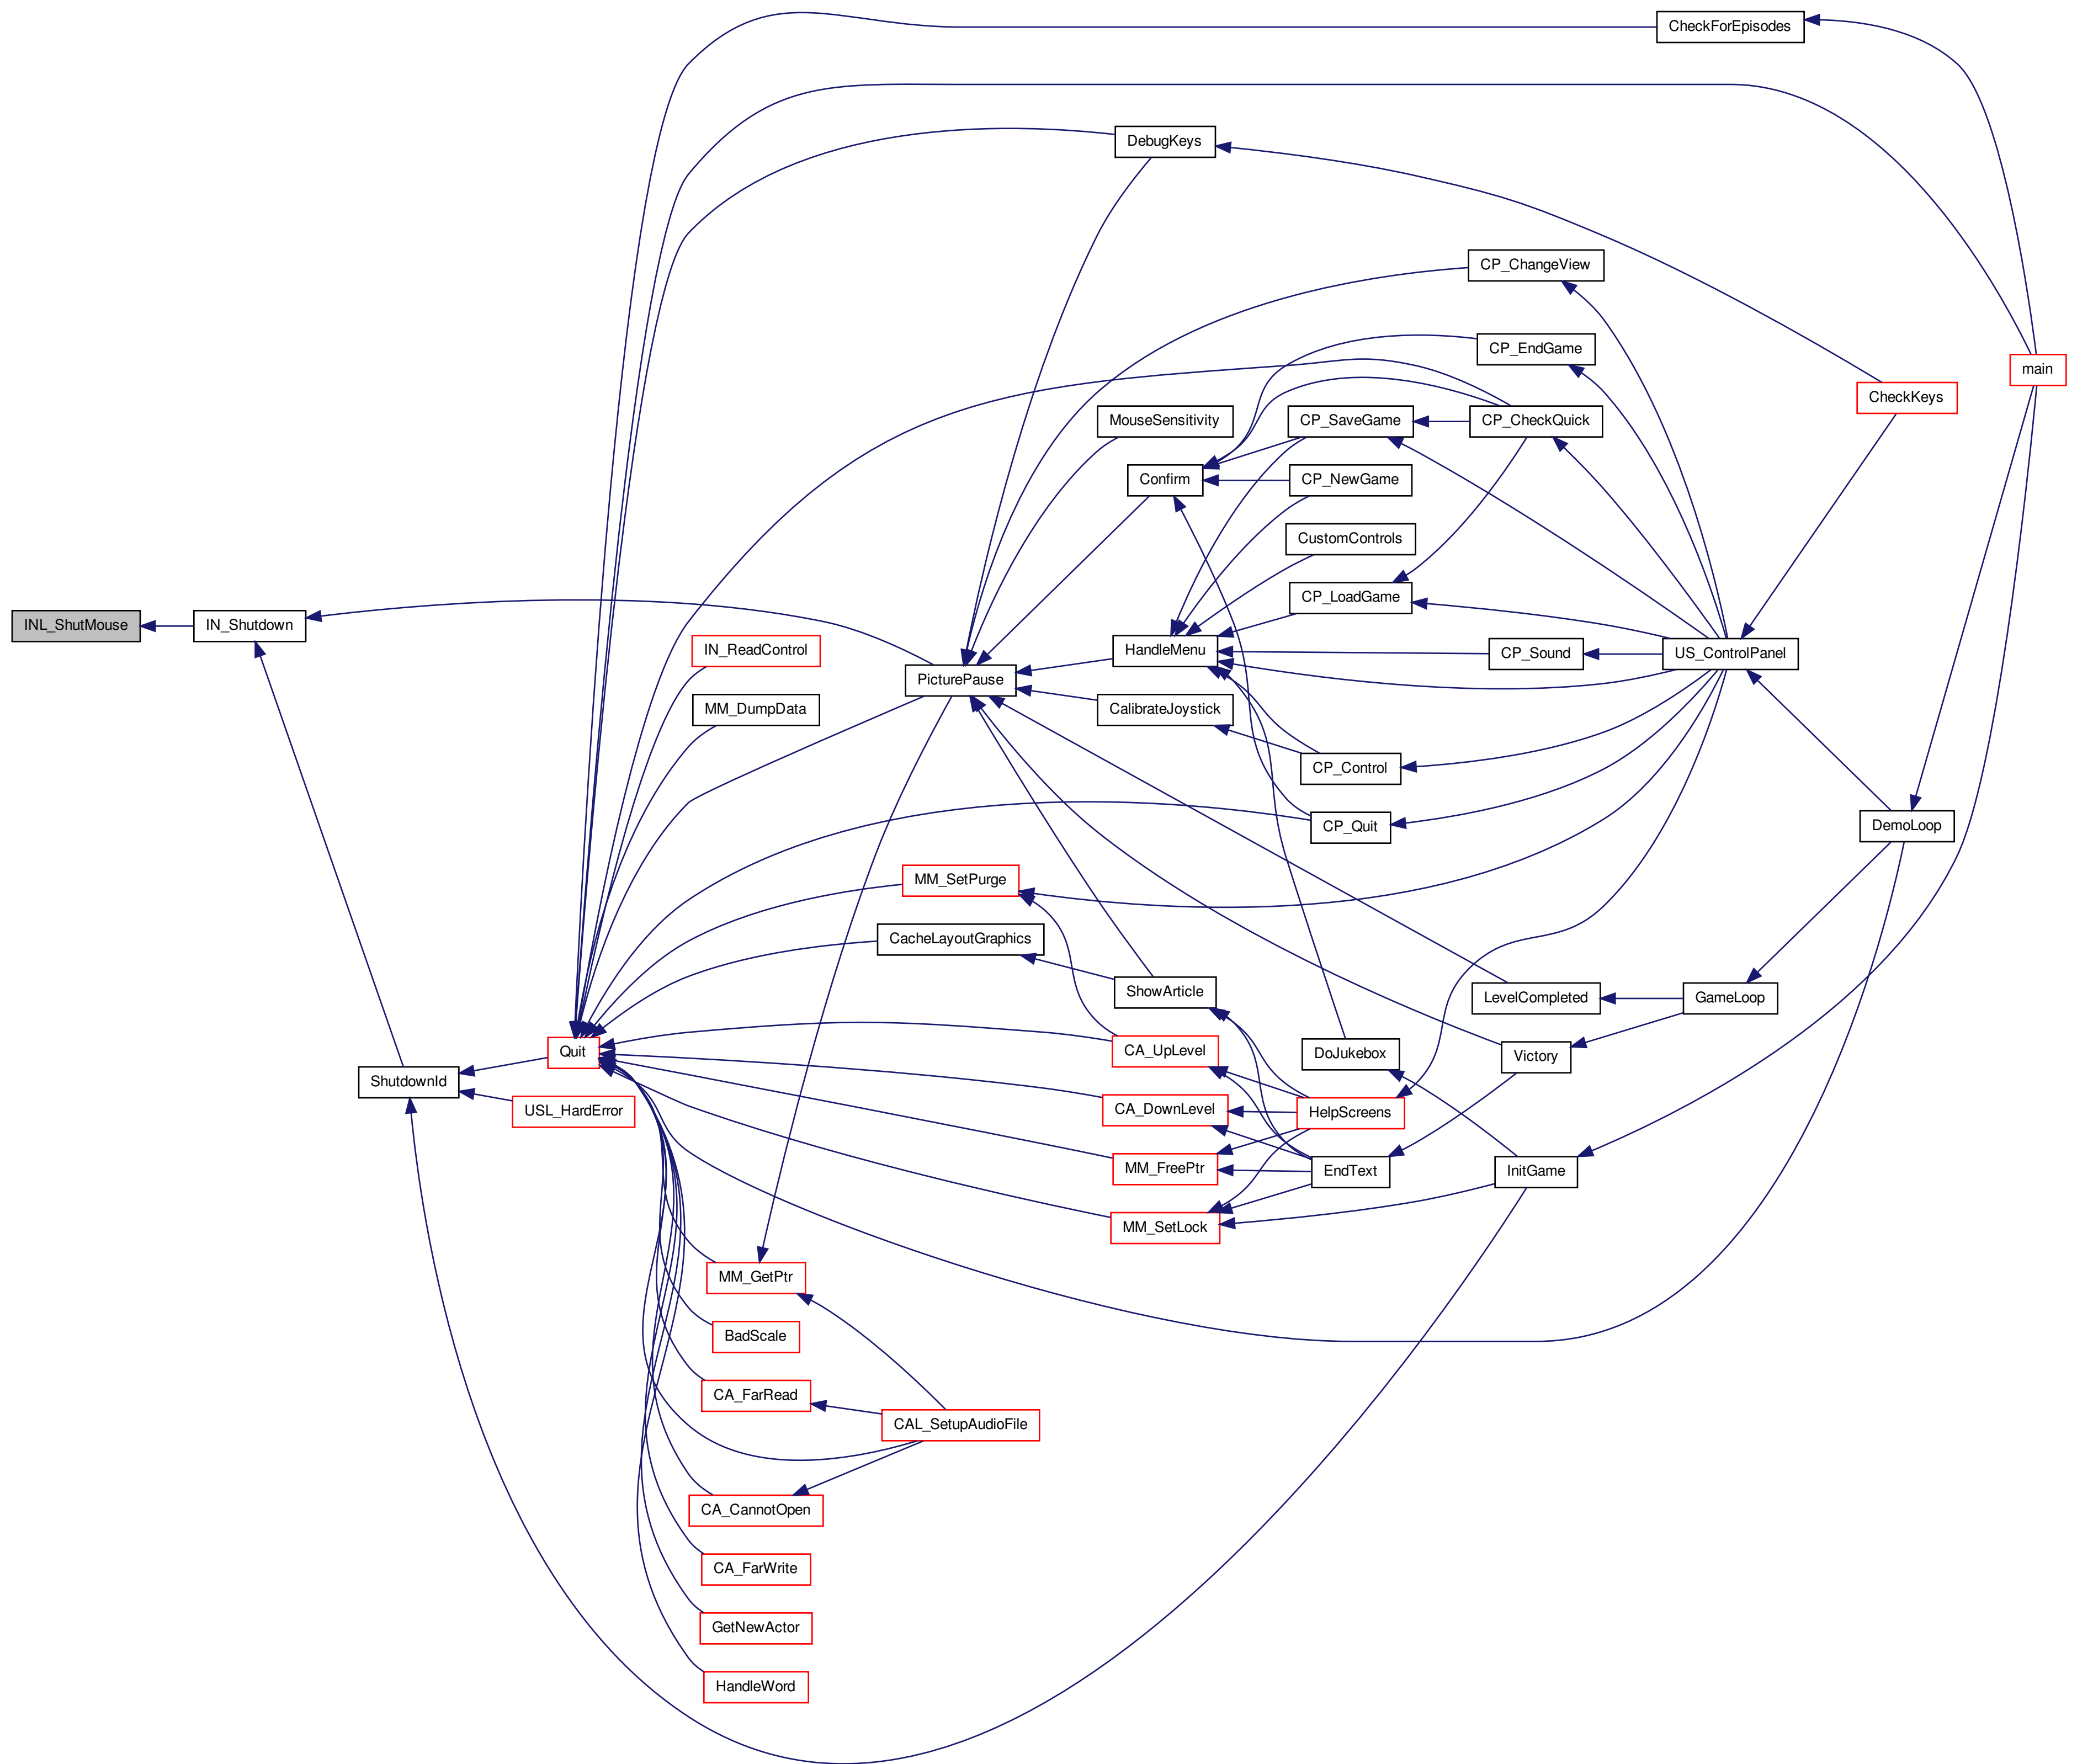 CheckForEpisodes
DebugKeys
CP_ChangeView
CP_EndGame
main
CheckKeys
MouseSensitivity
CP_SaveGame
CP_CheckQuick
Confirm
CP_NewGame
CustomControls
CP_LoadGame
INL_ShutMouse
IN_Shutdown
IN_ReadControl
HandleMenu
CP_Sound
US_ControlPanel
PicturePause
MM_DumpData
CalibrateJoystick
CP_Control
CP_Quit
DemoLoop
MM_SetPurge
CacheLayoutGraphics
ShowArticle
LevelCompleted
GameLoop
Quit
CA_UpLevel
DoJukebox
Victory
ShutdownId
USL_HardError
CA_DownLevel
HelpScreens
MM_FreePtr
EndText
InitGame
MM_SetLock
MM_GetPtr
BadScale
CA_FarRead
CAL_SetupAudioFile
CA_CannotOpen
CA_FarWrite
GetNewActor
HandleWord